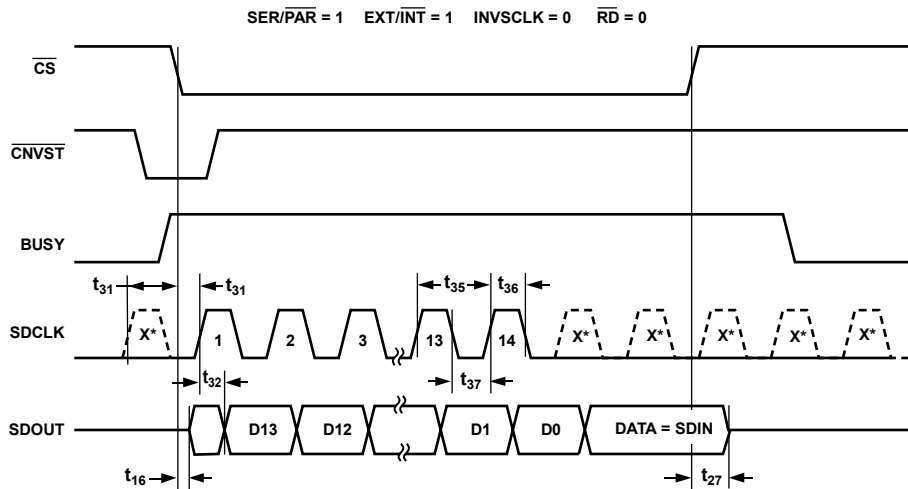 SER/PAR = 1 EXT/INT = 1 INVSCLK = 0 RD = 0
CS
CNVST
BUSY
t31 t31 t35 t36
SDCLK X* 1 2 3 13 14 X* X* X* X* X*
t32 t37
SDOUT D13 D12 D1 D0 DATA = SDIN
t16 t27